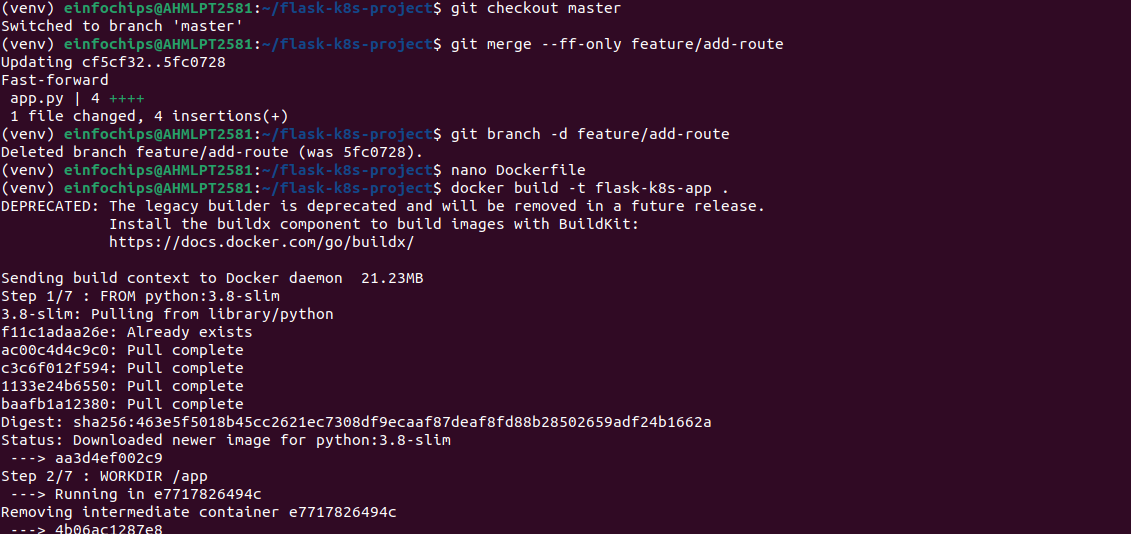 (venv) einfochips@AHMLPT2581:~/flask-k8s-project$ git checkout master
Switched to branch 'master'
(venv) einfochips@AHMLPT2581:~/flask-k8s-project$ git merge --ff-only feature/add-route
Updating cf5cf32..5fc0728
Fast-forward
 app.py | 4 ++++
 1 file changed, 4 insertions(+)
(venv) einfochips@AHMLPT2581:~/flask-k8s-project$ git branch -d feature/add-route
Deleted branch feature/add-route (was 5fc0728).
(venv) einfochips@AHMLPT2581:~/flask-k8s-project$ nano Dockerfile
(venv) einfochips@AHMLPT2581:~/flask-k8s-project$ docker build -t flask-k8s-app .
DEPRECATED: The legacy builder is deprecated and will be removed in a future release.
            Install the buildx component to build images with BuildKit:
            https://docs.docker.com/go/buildx/

Sending build context to Docker daemon  21.23MB
Step 1/7 : FROM python:3.8-slim
3.8-slim: Pulling from library/python
f11c1adaa26e: Already exists
ac00c4d4c9c0: Pull complete
c3c6f012f594: Pull complete
1133e24b6550: Pull complete
baafb1a12380: Pull complete
Digest: sha256:463e5f5018b45cc2621ec7308df9ecaaf87deaf8fd88b28502659adf24b1662a
Status: Downloaded newer image for python:3.8-slim
 ---> aa3d4ef002c9
Step 2/7 : WORKDIR /app
 ---> Running in e7717826494c
Removing intermediate container e7717826494c
 ---> 4b06ac1287e8